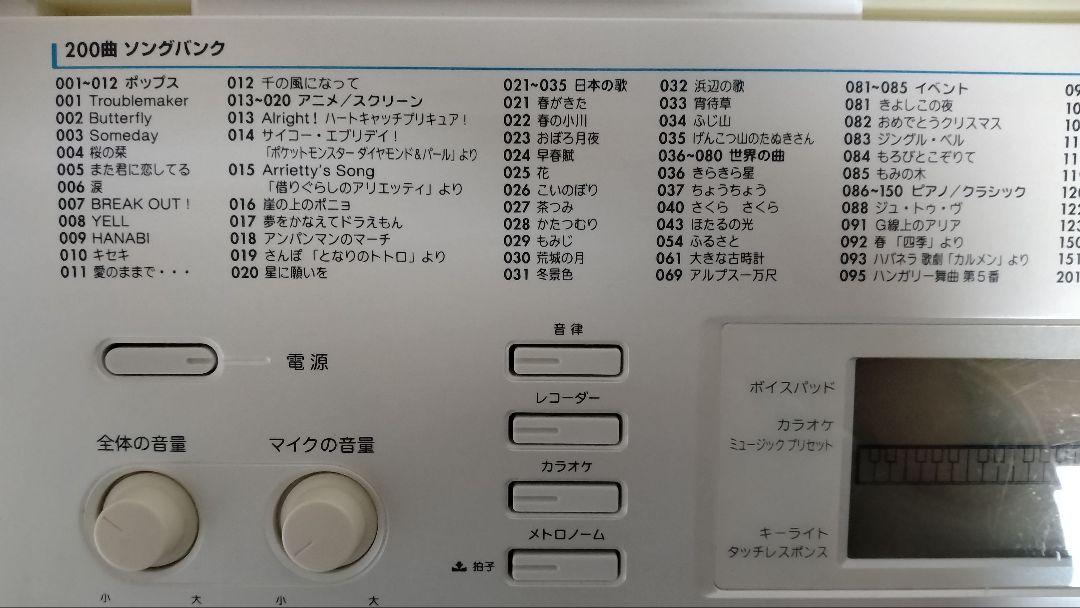 200曲 ソングバンク
001~012 ポップス
001 Troublemaker
002 Butterfly
003 Someday
004 桜の栞
005 また君に恋してる
006 涙
007 BREAK OUT！
008 YELL
009 HANABI
010 キセキ
011 愛のままで・・・
012 千の風になって
013~020 アニメ／スクリーン
013 Alright！ ハートキャッチプリキュア！
014 サイコー・エブリデイ！
「ポケットモンスター ダイヤモンド&パール」より
015 Arrietty's Song
「借りぐらしのアリエッティ」より
016 崖の上のポニョ
017 夢をかなえてドラえもん
018 アンパンマンのマーチ
019 さんぽ「となりのトトロ」より
020 星に願いを
021~035 日本の歌
021 春がきた
022 春の小川
023 おぼろ月夜
024 早春賦
025 花
026 こいのぼり
027 茶つみ
028 かたつむり
029 もみじ
030 荒城の月
031 冬景色
032 浜辺の歌
033 宵待草
034 ふじ山
035 げんこつ山のたぬきさん
036~080 世界の曲
036 きらきら星
037 ちょうちょう
040 さくら さくら
043 ほたるの光
054 ふるさと
061 大きな古時計
069 アルプス一万尺
081~085 イベント
081 きよしこの夜
082 おめでとうクリスマス
083 ジングル・ベル
084 もろびとこぞりて
085 もみの木
086~150 ピアノ／クラシック
088 ジュ・トゥ・ヴ
091 G線上のアリア
092 春「四季」より
093 ハバネラ 歌劇「カルメン」より
095 ハンガリー舞曲 第5番
電源
全体の音量
小 大
マイクの音量
小 大
音律
レコーダー
カラオケ
メトロノーム
拍子
ボイスパッド
カラオケ
ミュージックプリセット
キーライト
タッチレスポンス